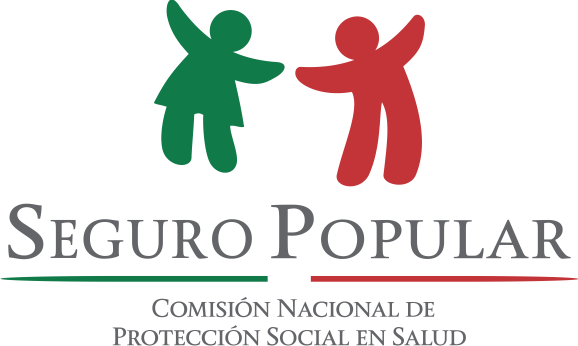 SEGURO POPULAR
COMISIÓN NACIONAL DE
PROTECCIÓN SOCIAL EN SALUD